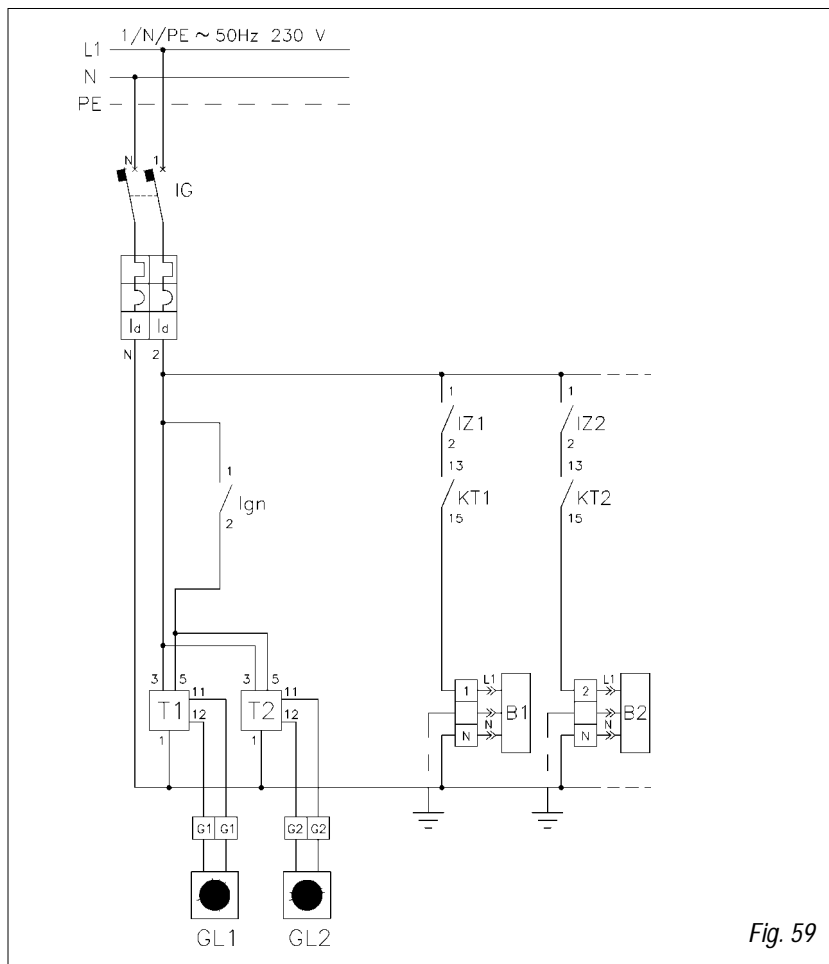 1/N/PE ~ 50Hz 230 V
L1
N
PE
N 1
IG
Id Id
N 2
1 1
IZ1 IZ2
2 2
1 13 13
Ign KT1 KT2
2 15 15
3 5 3 5
T1 11 T2 11 1 L1 B1 2 L1 B2
12 12
1 1 N N N N
G1 G1 G2 G2
GL1 GL2
Fig. 59